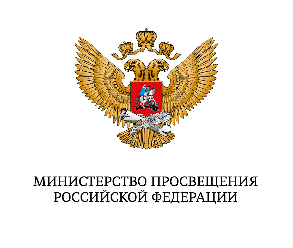 МИНИСТЕРСТВО ПРОСВЕЩЕНИЯ
РОССИЙСКОЙ ФЕДЕРАЦИИ